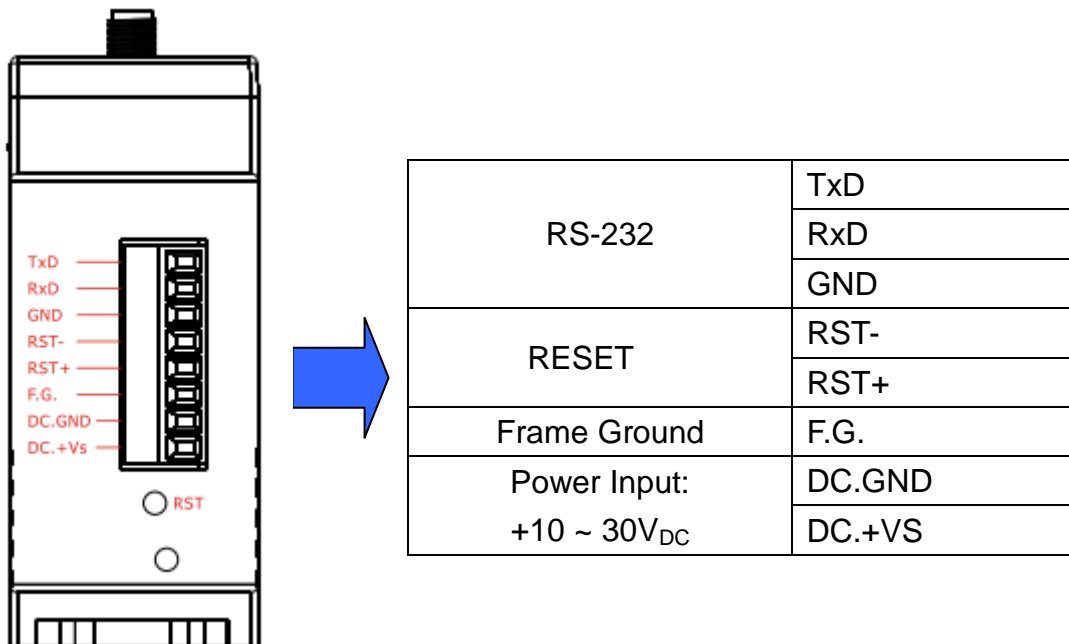 TxD
RxD
GND
RST-
RST+
F.G.
DC.GND
DC.+Vs
RST
RS-232
TxD
RxD
GND
RESET
RST-
RST+
Frame Ground
F.G.
Power Input:
+10 ~ 30VDC
DC.GND
DC.+VS